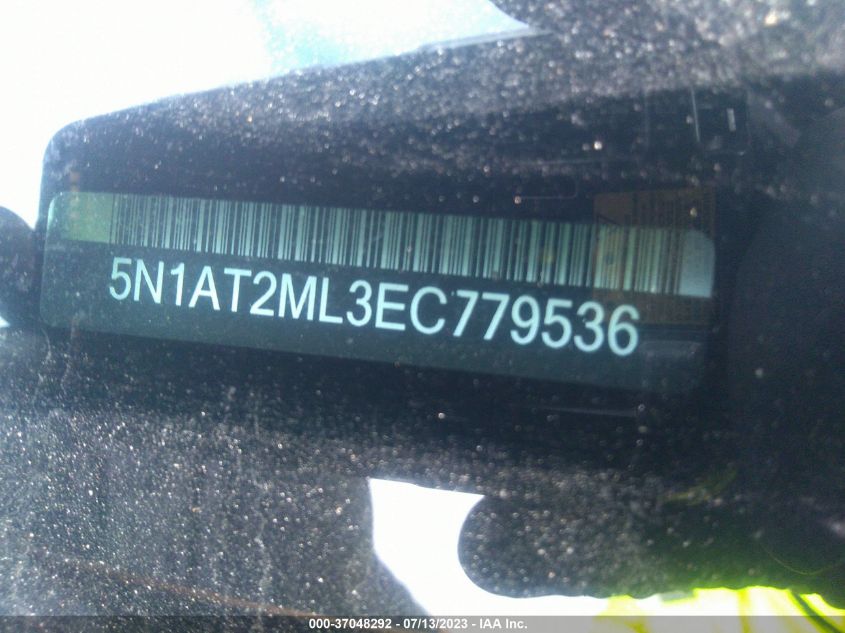 5N1AT2ML3EC779536
000-37048292 - 07/13/2023 - IAA Inc.